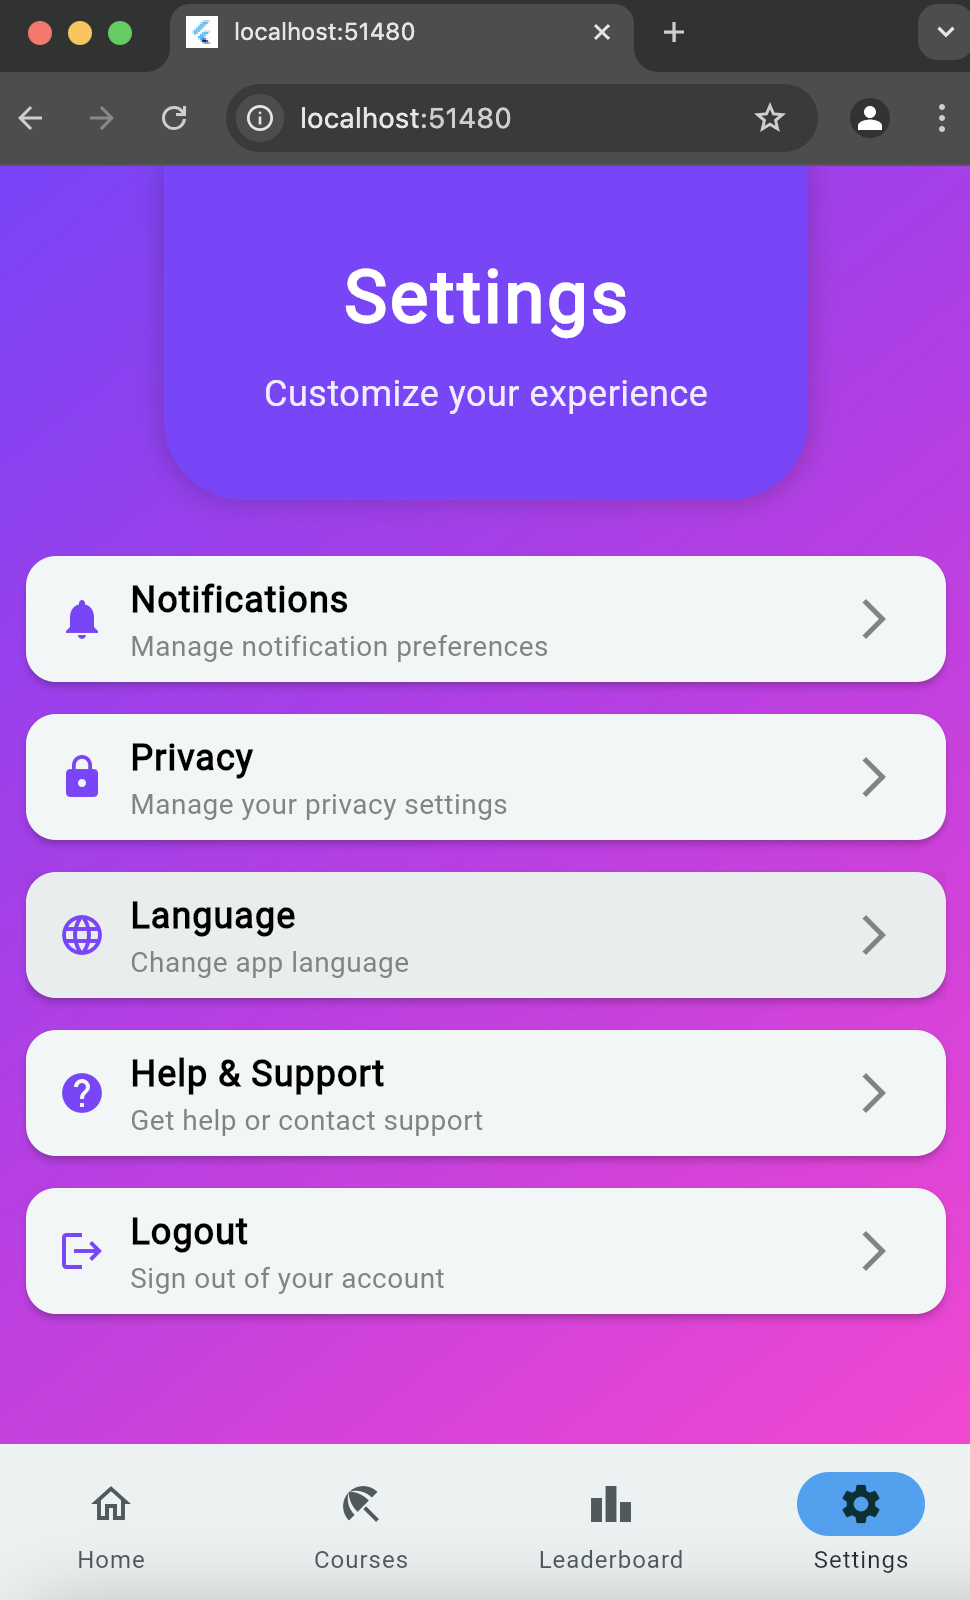 localhost:51480
localhost:51480
Settings
Customize your experience
Notifications
Manage notification preferences
Privacy
Manage your privacy settings
Language
Change app language
Help & Support
Get help or contact support
Logout
Sign out of your account
Home
Courses
Leaderboard
Settings